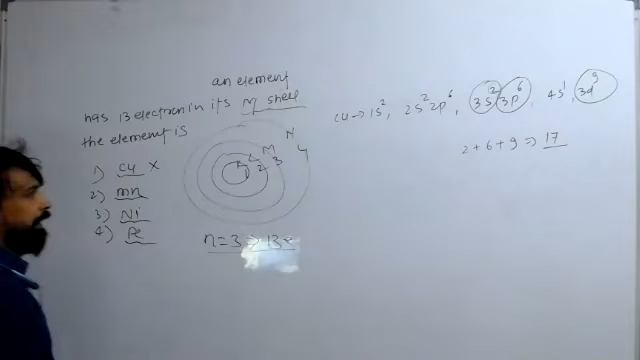 an element
has 13 electron in its M shell
the element is
1) Cu ×
2) mn
3) Ni
4) Fe
K L M N
1 2 3 4
n=3 ⇒ 13 e
Cu → 1s², 2s² 2p⁶, 3s² 3p⁶, 4s¹, 3d⁹
2+6+9 ⇒ 17